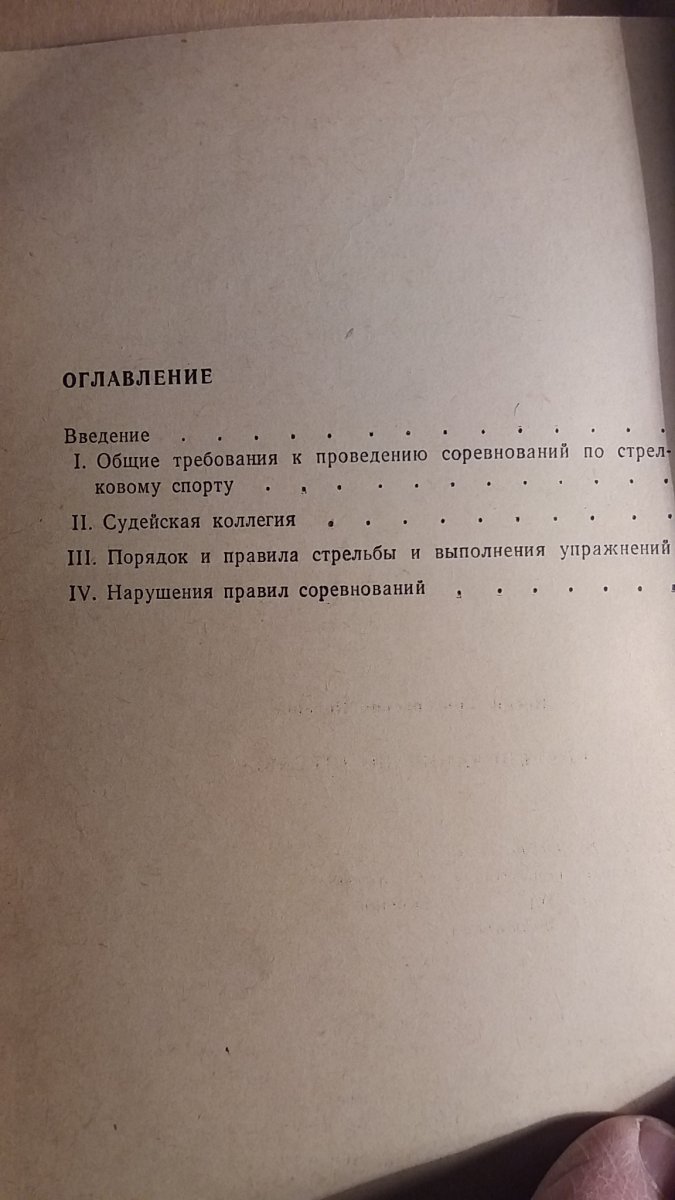 ОГЛАВЛЕНИЕ
Введение . . . . . . . . . . . . . .
I. Общие требования к проведению соревнований по стрел-
ковому спорту . . . . . . . . . . . .
II. Судейская коллегия . . . . . . . . . .
III. Порядок и правила стрельбы и выполнения упражнений
IV. Нарушения правил соревнований . . . . . . .